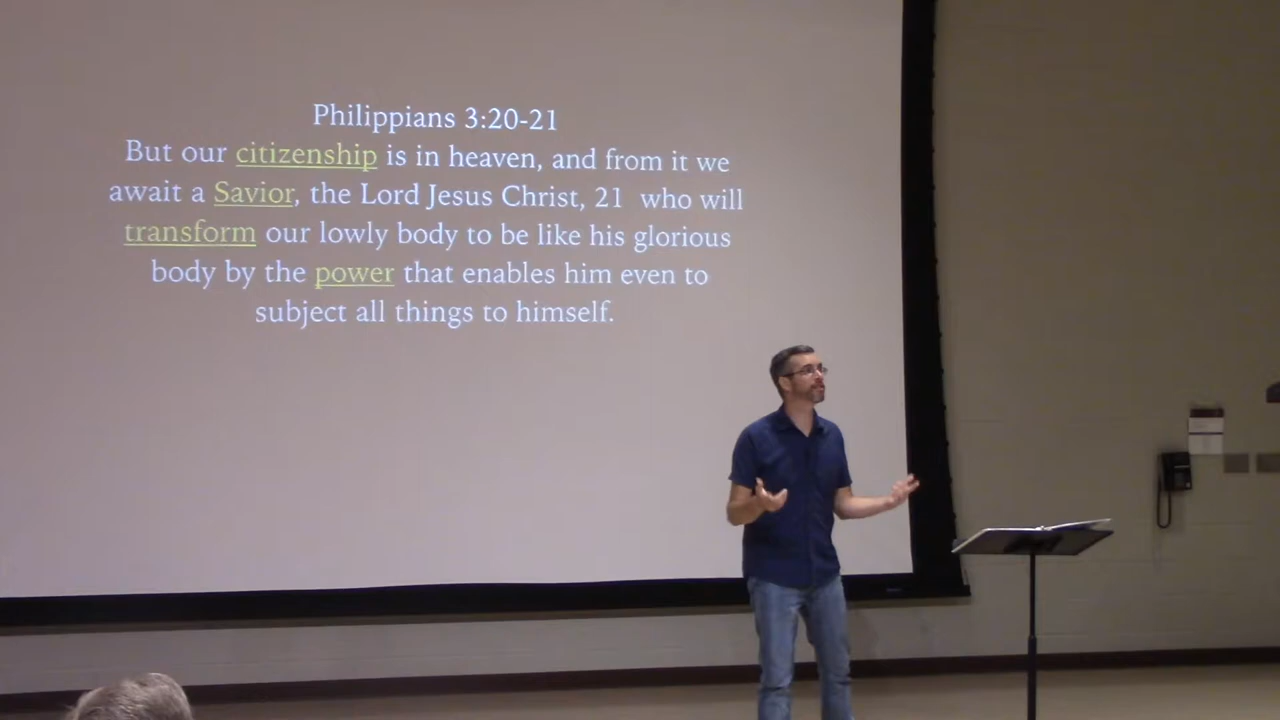 Philippians 3:20-21
But our citizenship is in heaven, and from it we
await a Savior, the Lord Jesus Christ, 21 who will
transform our lowly body to be like his glorious
body by the power that enables him even to
subject all things to himself.